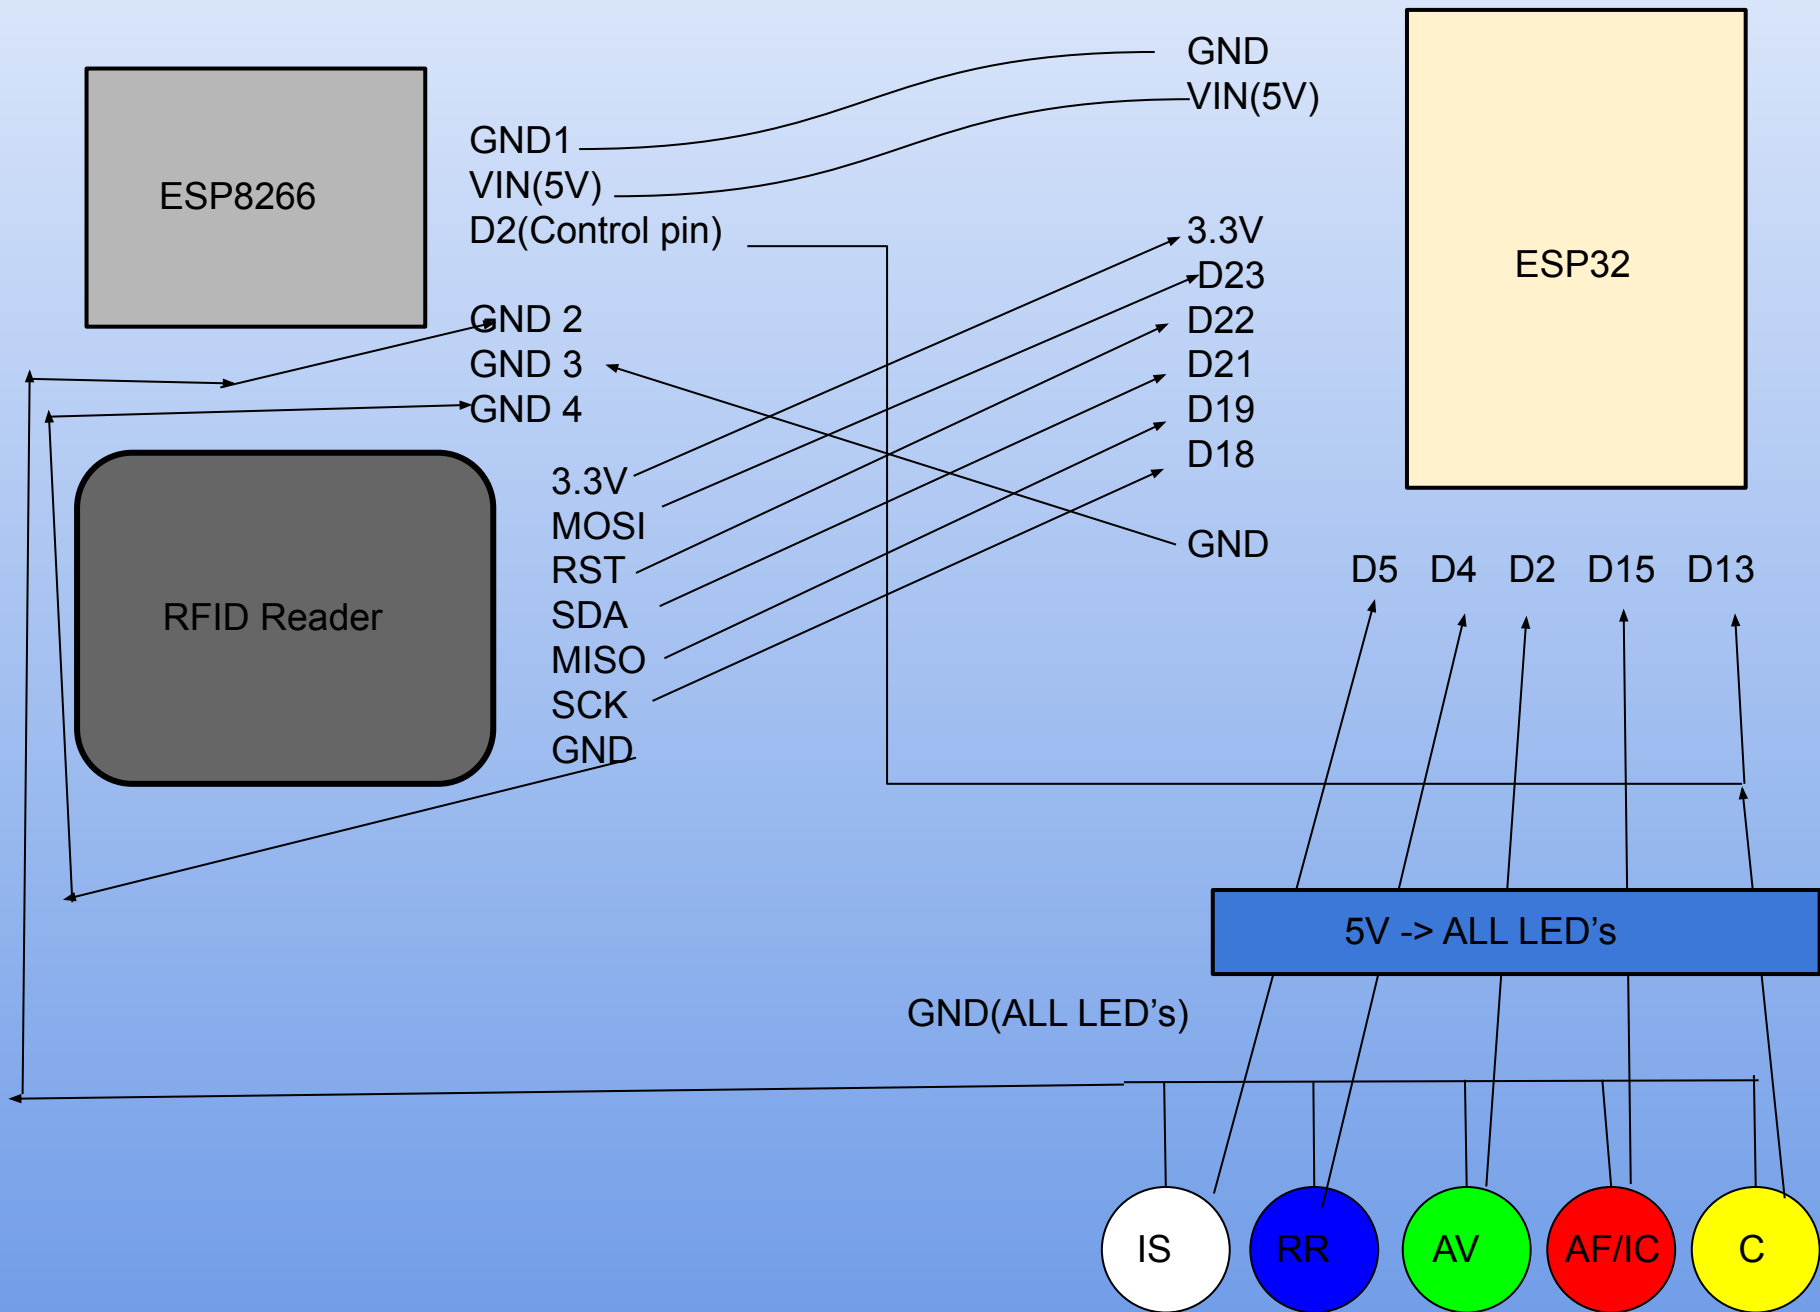 ESP8266
GND1
VIN(5V)
D2(Control pin)
GND 2
GND 3
GND 4
GND
VIN(5V)
3.3V
D23
D22
D21
D19
D18
GND
ESP32
D5 D4 D2 D15 D13
RFID Reader
3.3V
MOSI
RST
SDA
MISO
SCK
GND
5V -> ALL LED’s
GND(ALL LED’s)
IS RR AV AF/IC C